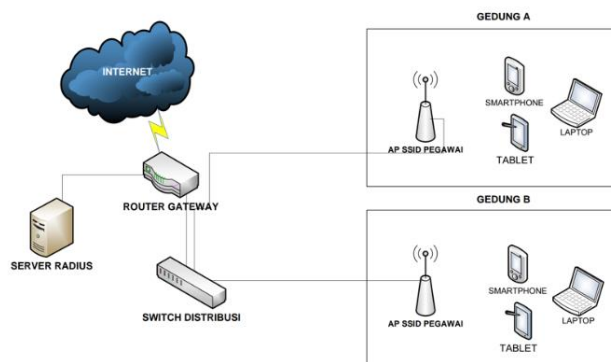 GEDUNG A
INTERNET
SMARTPHONE
LAPTOP
AP SSID PEGAWAI
TABLET
ROUTER GATEWAY
GEDUNG B
SERVER RADIUS
SMARTPHONE
LAPTOP
SWITCH DISTRIBUSI
AP SSID PEGAWAI
TABLET